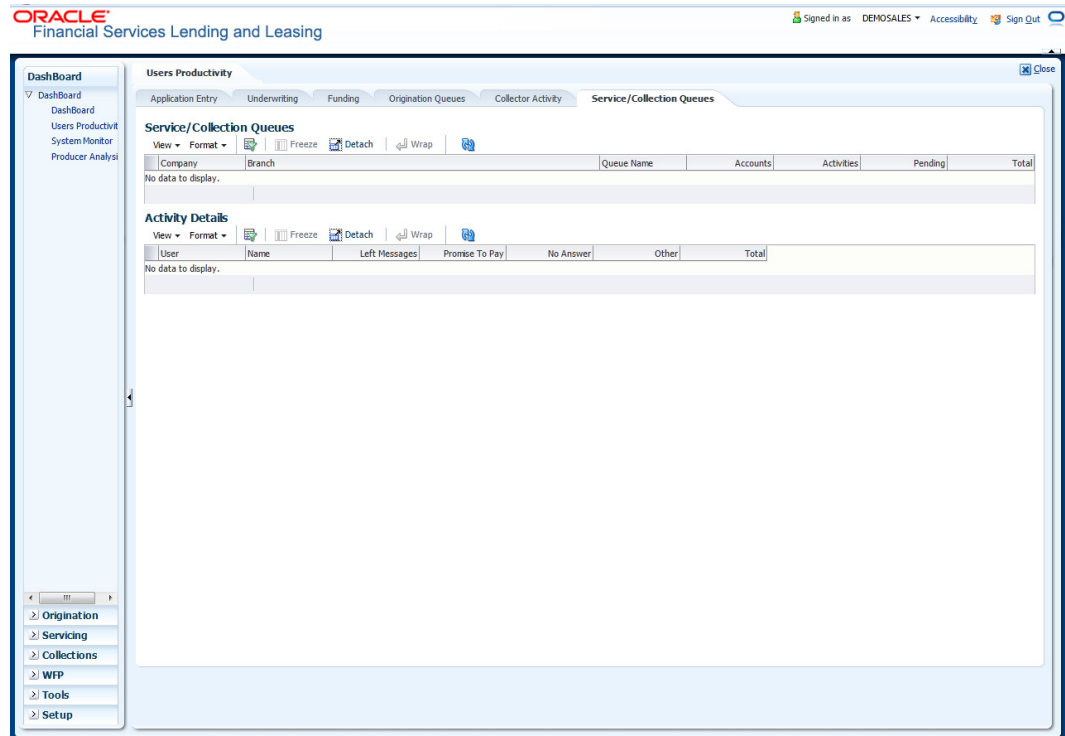 ORACLE
Financial Services Lending and Leasing
Signed in as DEMOSALES Accessibility Sign Out
Close
DashBoard
DashBoard
DashBoard
Users Productivit
System Monitor
Producer Analysi
Origination
Servicing
Collections
WFP
Tools
Setup
Users Productivity
Application Entry Underwriting Funding Origination Queues Collector Activity Service/Collection Queues
Service/Collection Queues
View Format Freeze Detach Wrap
Company Branch Queue Name Accounts Activities Pending Total
No data to display.
Activity Details
View Format Freeze Detach Wrap
User Name Left Messages Promise To Pay No Answer Other Total
No data to display.